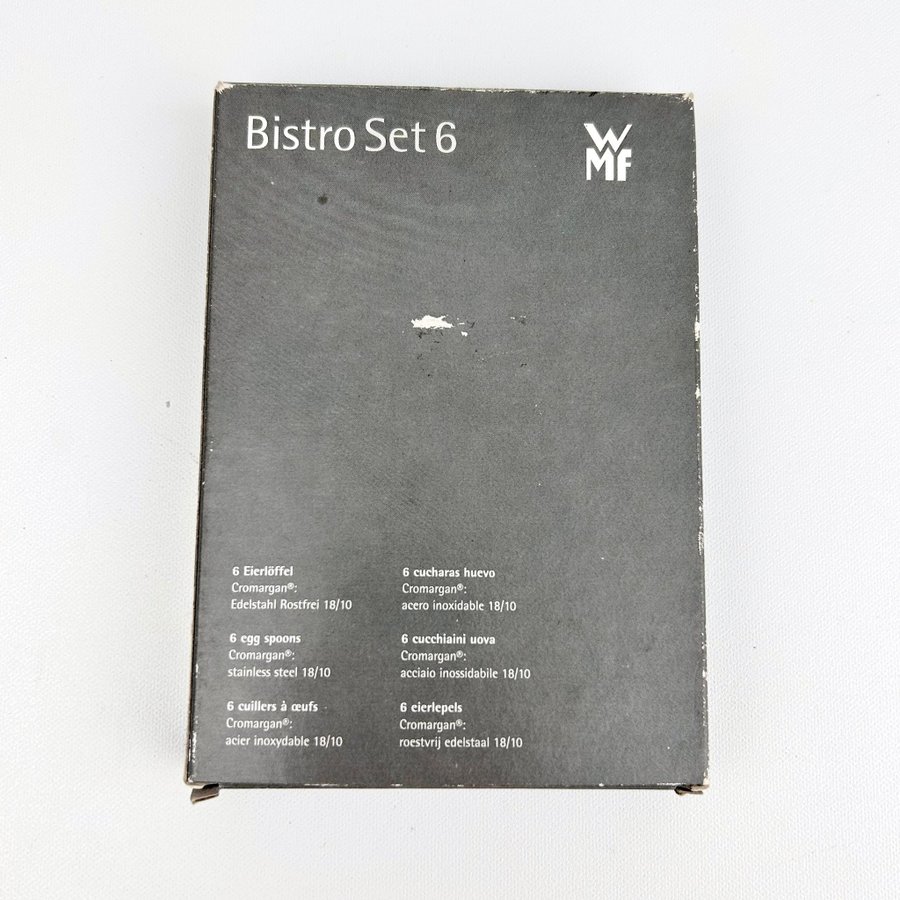 Bistro Set 6
WMF
6 Eierlöffel
Cromargan®:
Edelstahl Rostfrei 18/10
6 egg spoons
Cromargan®:
stainless steel 18/10
6 cuillers à œufs
Cromargan®:
acier inoxydable 18/10
6 cucharas huevo
Cromargan®:
acero inoxidable 18/10
6 cucchiaini uova
Cromargan®:
acciaio inossidabile 18/10
6 eierlepels
Cromargan®:
roestvrij edelstaal 18/10